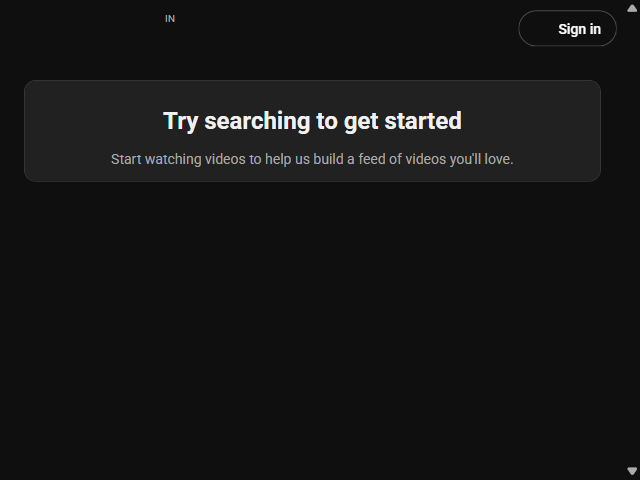 IN
Sign in
Try searching to get started
Start watching videos to help us build a feed of videos you'll love.